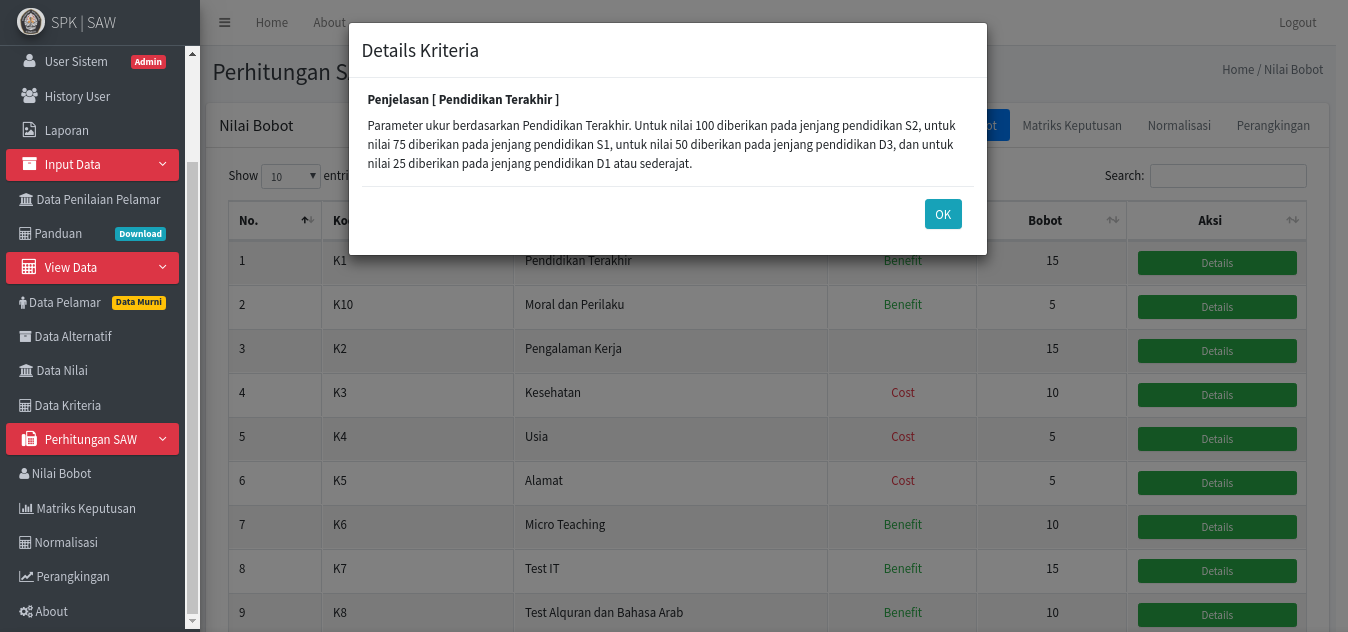 SPK | SAW
User Sistem Admin
History User
Laporan
Input Data
Data Penilaian Pelamar
Panduan Download
View Data
Data Pelamar Data Murni
Data Alternatif
Data Nilai
Data Kriteria
Perhitungan SAW
Nilai Bobot
Matriks Keputusan
Normalisasi
Perangkingan
About
Home About Logout
Perhitungan S
Home / Nilai Bobot
Details Kriteria
Penjelasan [ Pendidikan Terakhir ]
Parameter ukur berdasarkan Pendidikan Terakhir. Untuk nilai 100 diberikan pada jenjang pendidikan S2, untuk
nilai 75 diberikan pada jenjang pendidikan S1, untuk nilai 50 diberikan pada jenjang pendidikan D3, dan untuk
nilai 25 diberikan pada jenjang pendidikan D1 atau sederajat.
OK
Nilai Bobot ot Matriks Keputusan Normalisasi Perangkingan
Show 10 entri Search:
No. Ko Bobot Aksi
1 K1 Pendidikan Terakhir Benefit 15 Details
2 K10 Moral dan Perilaku Benefit 5 Details
3 K2 Pengalaman Kerja 15 Details
4 K3 Kesehatan Cost 10 Details
5 K4 Usia Cost 5 Details
6 K5 Alamat Cost 5 Details
7 K6 Micro Teaching Benefit 10 Details
8 K7 Test IT Benefit 15 Details
9 K8 Test Alquran dan Bahasa Arab Benefit 10 Details